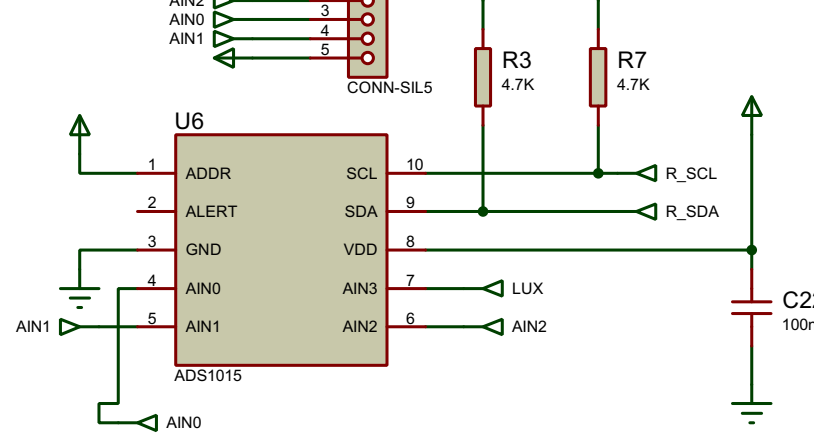 AIN2
AIN0
3
AIN1
4
5
CONN-SIL5
R3
4.7K
R7
4.7K
U6
1
ADDR
SCL
10
R_SCL
2
ALERT
SDA
9
R_SDA
3
GND
VDD
8
4
AIN0
AIN3
7
LUX
AIN1
5
AIN1
AIN2
6
AIN2
ADS1015
AIN0